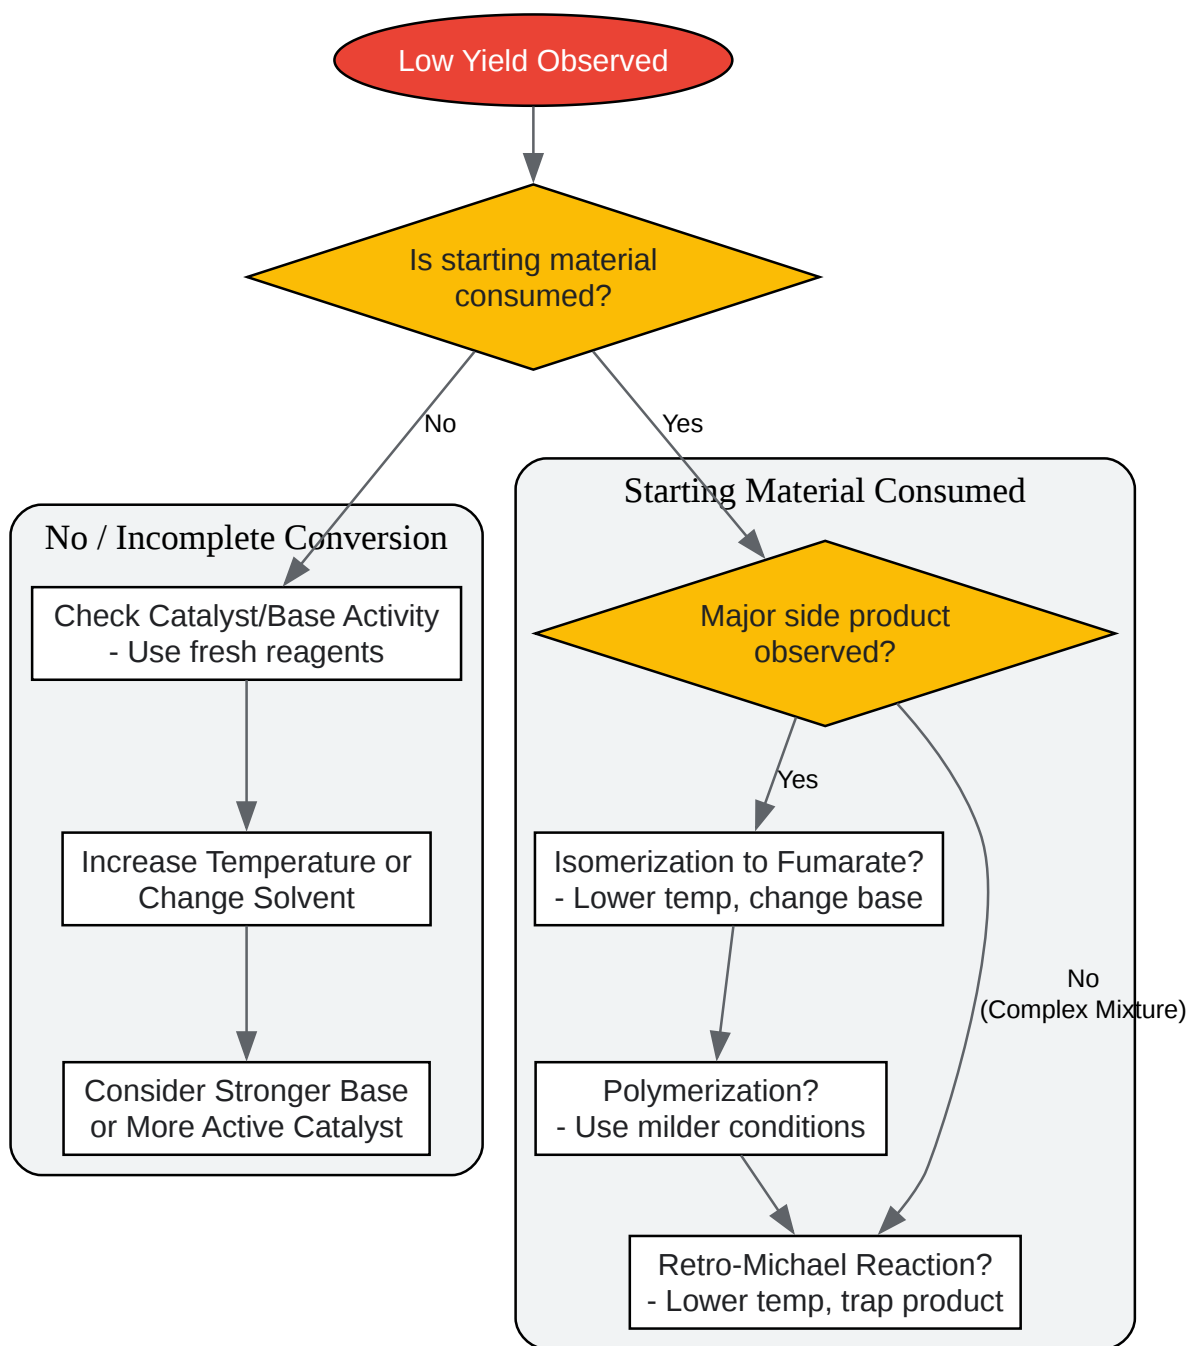 Low Yield Observed
Is starting material
consumed?
No
Yes
No / Incomplete Conversion
Check Catalyst/Base Activity
- Use fresh reagents
Increase Temperature or
Change Solvent
Consider Stronger Base
or More Active Catalyst
Starting Material Consumed
Major side product
observed?
Yes
Isomerization to Fumarate?
- Lower temp, change base
No
(Complex Mixture)
Polymerization?
- Use milder conditions
Retro-Michael Reaction?
- Lower temp, trap product